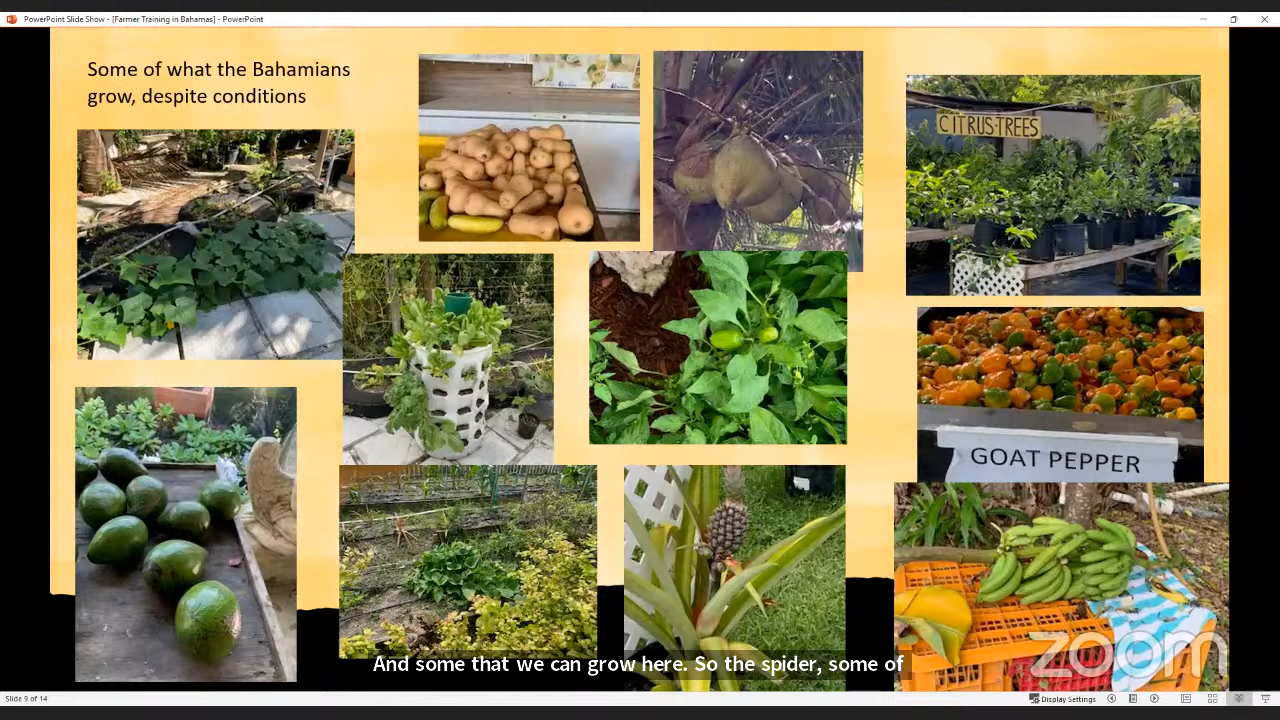 PowerPoint Slide Show - [Farmer Training in Bahamas] - PowerPoint
Some of what the Bahamians
grow, despite conditions
CITRUS TREES
GOAT PEPPER
And some that we can grow here. So the spider, some of
zoom
Slide 9 of 14
Display Settings